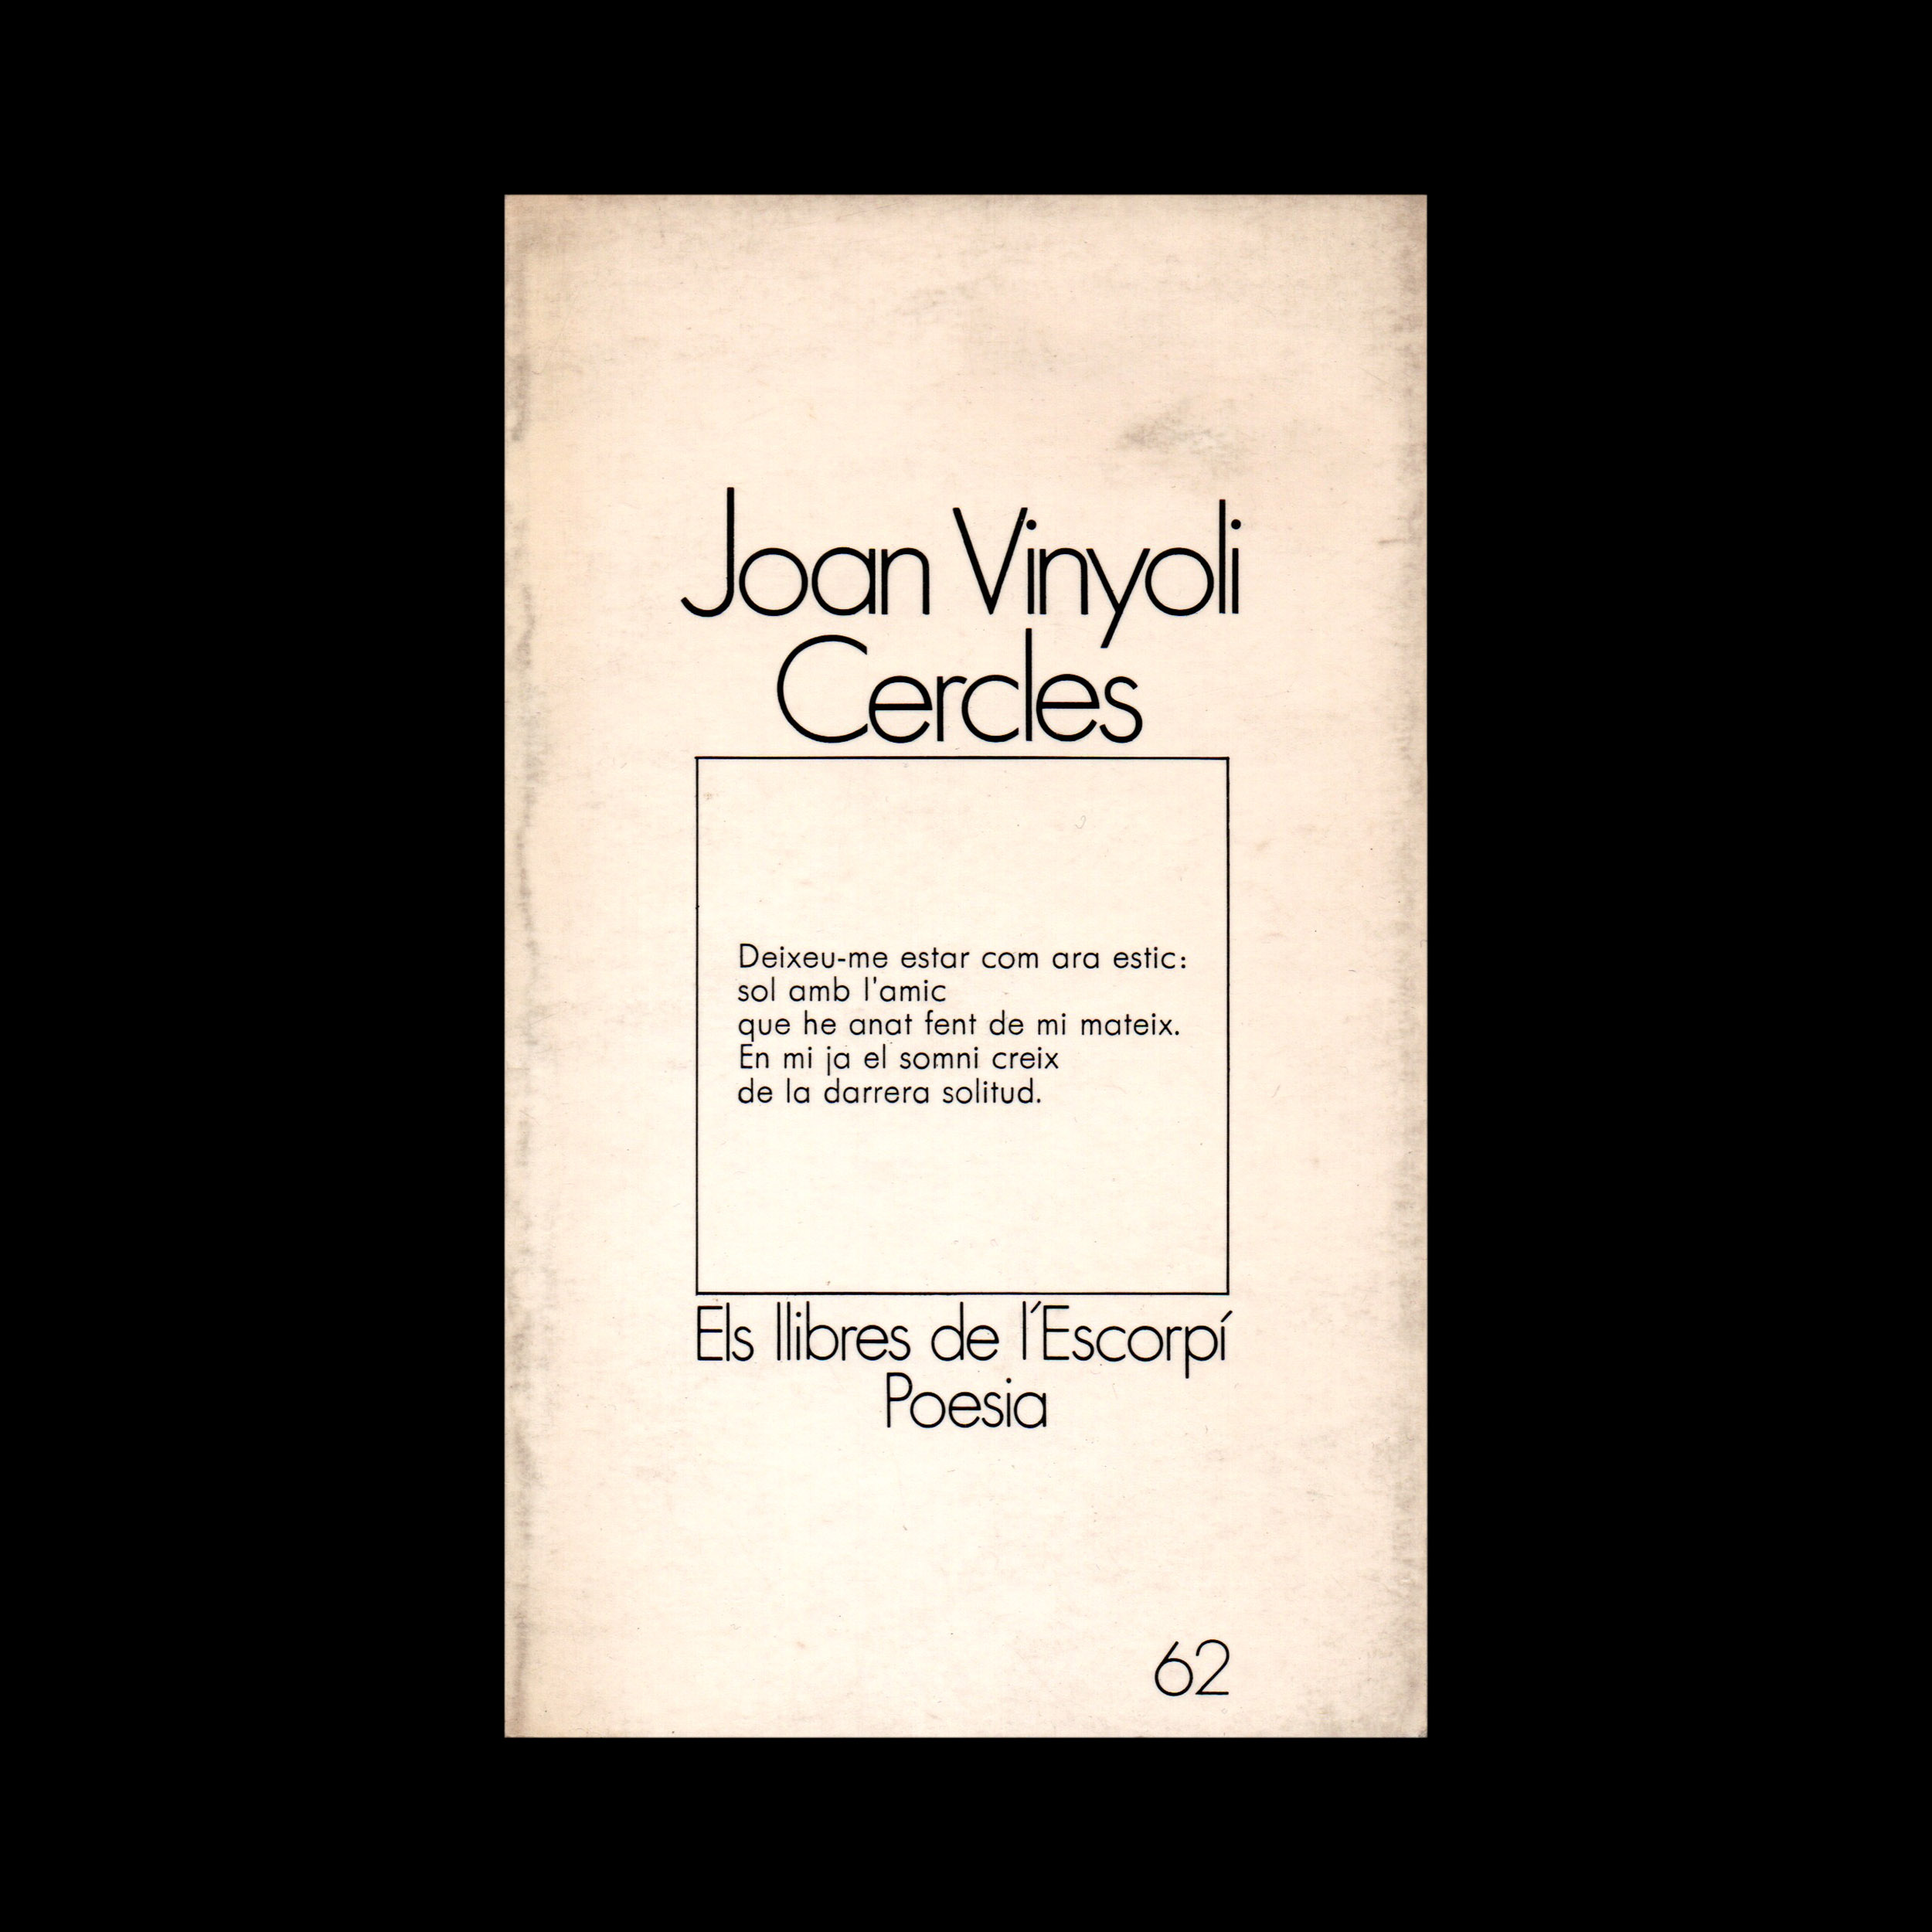 Joan Vinyoli
Cercles
Deixeu-me estar com ara estic:
sol amb l'amic
que he anat fent de mi mateix.
En mi ja el somni creix
de la darrera solitud.
Els llibres de l'Escorpí
Poesia
62